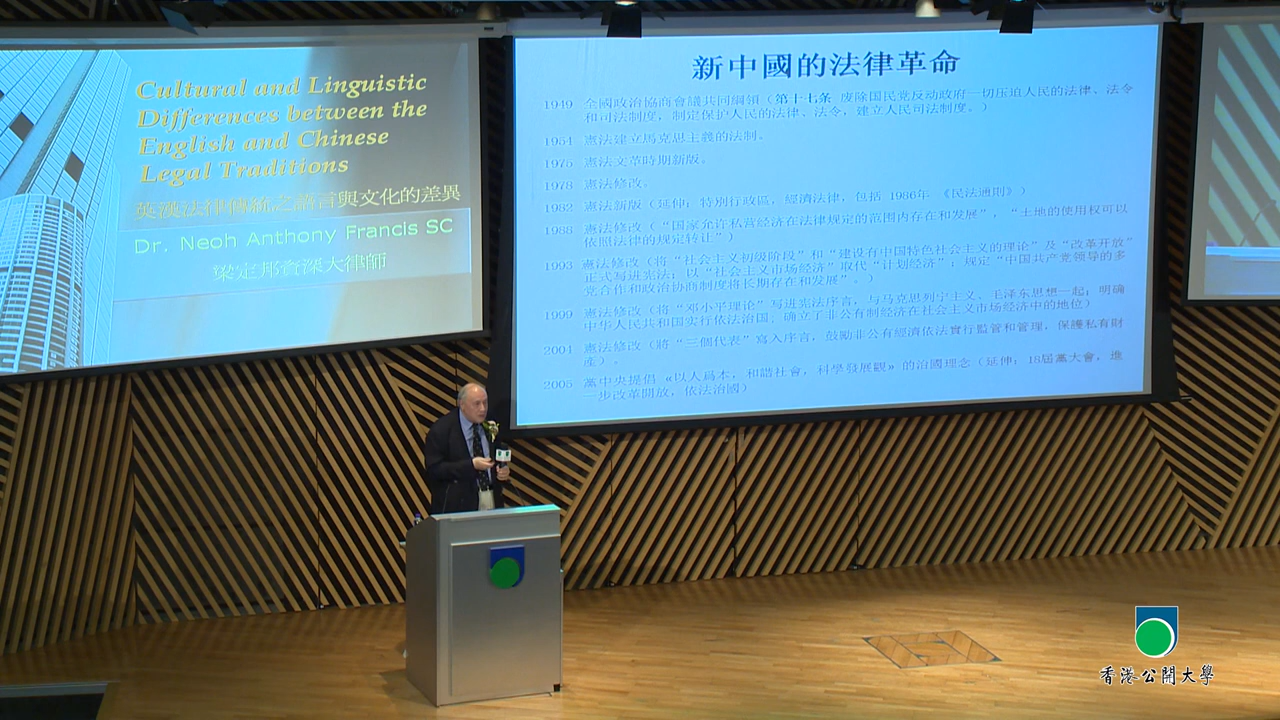 Cultural and Linguistic
Differences between the
English and Chinese
Legal Traditions
英漢法律傳統之語言與文化的差異
Dr. Neoh Anthony Francis SC
梁定邦資深大律師
新中國的法律革命
1949 全國政治協商會議共同綱領（第十七条 废除国民党反动政府一切压迫人民的法律、法令
和司法制度，制定保护人民的法律、法令，建立人民司法制度。）
1954 憲法建立馬克思主義的法制。
1975 憲法文革時期新版。
1978 憲法修改。
1982 憲法新版（延伸：特別行政區，經濟法律，包括 1986年 《民法通則》）
1988 憲法修改（“国家允许私营经济在法律规定的范围内存在和发展”，“土地的使用权可以
依照法律的规定转让”）
1993 憲法修改（将“社会主义初级阶段”和“建设有中国特色社会主义的理论”及“改革开放”
正式写进宪法；以“社会主义市场经济”取代“计划经济”；规定“中国共产党领导的多
党合作和政治协商制度将长期存在和发展”。
1999 憲法修改（将“邓小平理论”写进宪法序言，与马克思列宁主义、毛泽东思想一起；明确
中华人民共和国实行依法治国，确立了非公有制经济在社会主义市场经济中的地位）
2004 憲法修改（將“三個代表”寫入序言，鼓勵非公有經濟依法實行監管和管理，保護私有財
產）。
2005 黨中央提倡 «以人爲本，和諧社會，科學發展觀» 的治國理念（延伸：18屆黨大會，進
一步改革開放，依法治國）
香港公開大學